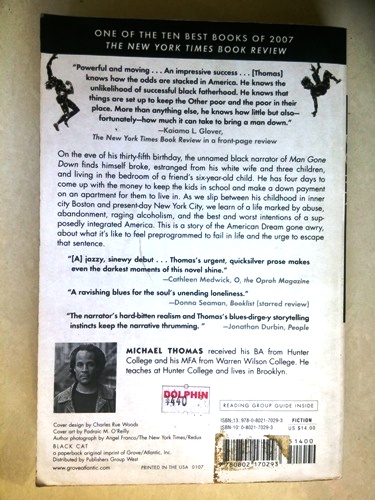 ONE OF THE TEN BEST BOOKS OF 2007
THE NEW YORK TIMES BOOK REVIEW
“Powerful and moving . . . An impressive success . . . [Thomas]
knows how the odds are stacked in America. He knows the
unlikelihood of successful black fatherhood. He knows that
things are set up to keep the Other poor and the poor in their
place. More than anything else, he knows how little but also—
fortunately—how much it can take to bring a man down.”
—Kaiama L. Glover,
The New York Times Book Review in a front-page review
On the eve of his thirty-fifth birthday, the unnamed black narrator of Man Gone
Down finds himself broke, estranged from his white wife and three children,
and living in the bedroom of a friend's six-year-old child. He has four days to
come up with the money to keep the kids in school and make a down payment
on an apartment for them to live in. As we slip between his childhood in inner
city Boston and present-day New York City, we learn of a life marked by abuse,
abandonment, raging alcoholism, and the best and worst intentions of a sup-
posedly integrated America. This is a story of the American Dream gone awry,
about what it's like to feel preprogrammed to fail in life and the urge to escape
that sentence.
“[A] jazzy, sinewy debut . . . Thomas's urgent, quicksilver prose makes
even the darkest moments of this novel shine.”
—Cathleen Medwick, O, the Oprah Magazine
“A ravishing blues for the soul's unending loneliness.”
—Donna Seaman, Booklist (starred review)
“The narrator's hard-bitten realism and Thomas's blues-dirge-y storytelling
instincts keep the narrative thrumming. ” —Jonathan Durbin, People
MICHAEL THOMAS received his BA from Hunter
College and his MFA from Warren Wilson College. He
teaches at Hunter College and lives in Brooklyn.
DOLPHIN
READING GROUP GUIDE INSIDE
Cover design by Charles Rue Woods
Cover art by Padraic M. O'Reilly
Author photograph by Angel Franco/The New York Times/Redux
BLACK CAT
a paperback original imprint of Grove/Atlantic, Inc.
Distributed by Publishers Group West
www.groveatlantic.com
PRINTED IN THE USA 0107
ISBN-13: 978-0-8021-7029-3 FICTION
ISBN-10: 0-8021-7029-3 US $14.00
51400
780802 170293